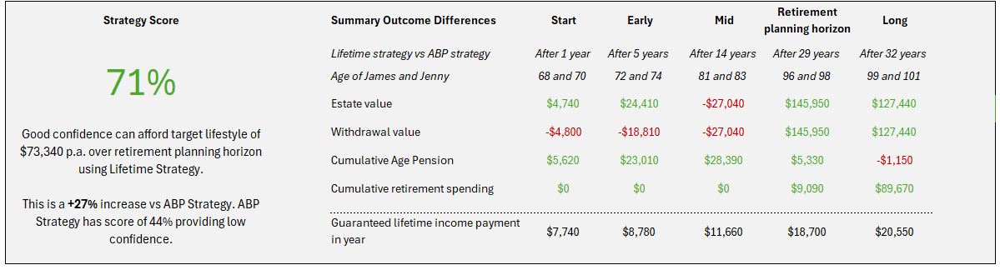 Strategy Score
71%
Good confidence can afford target lifestyle of
$73,340 p.a. over retirement planning horizon
using Lifetime Strategy.
This is a +27% increase vs ABP Strategy. ABP
Strategy has score of 44% providing low
confidence.
Summary Outcome Differences Start Early Mid Retirement planning horizon Long
Lifetime strategy vs ABP strategy After 1 year After 5 years After 14 years After 29 years After 32 years
Age of James and Jenny 68 and 70 72 and 74 81 and 83 96 and 98 99 and 101
Estate value $4,740 $24,410 -$27,040 $145,950 $127,440
Withdrawal value -$4,800 -$18,810 -$27,040 $145,950 $127,440
Cumulative Age Pension $5,620 $23,010 $28,390 $5,330 -$1,150
Cumulative retirement spending $0 $0 $0 $9,090 $89,670
Guaranteed lifetime income payment
in year $7,740 $8,780 $11,660 $18,700 $20,550